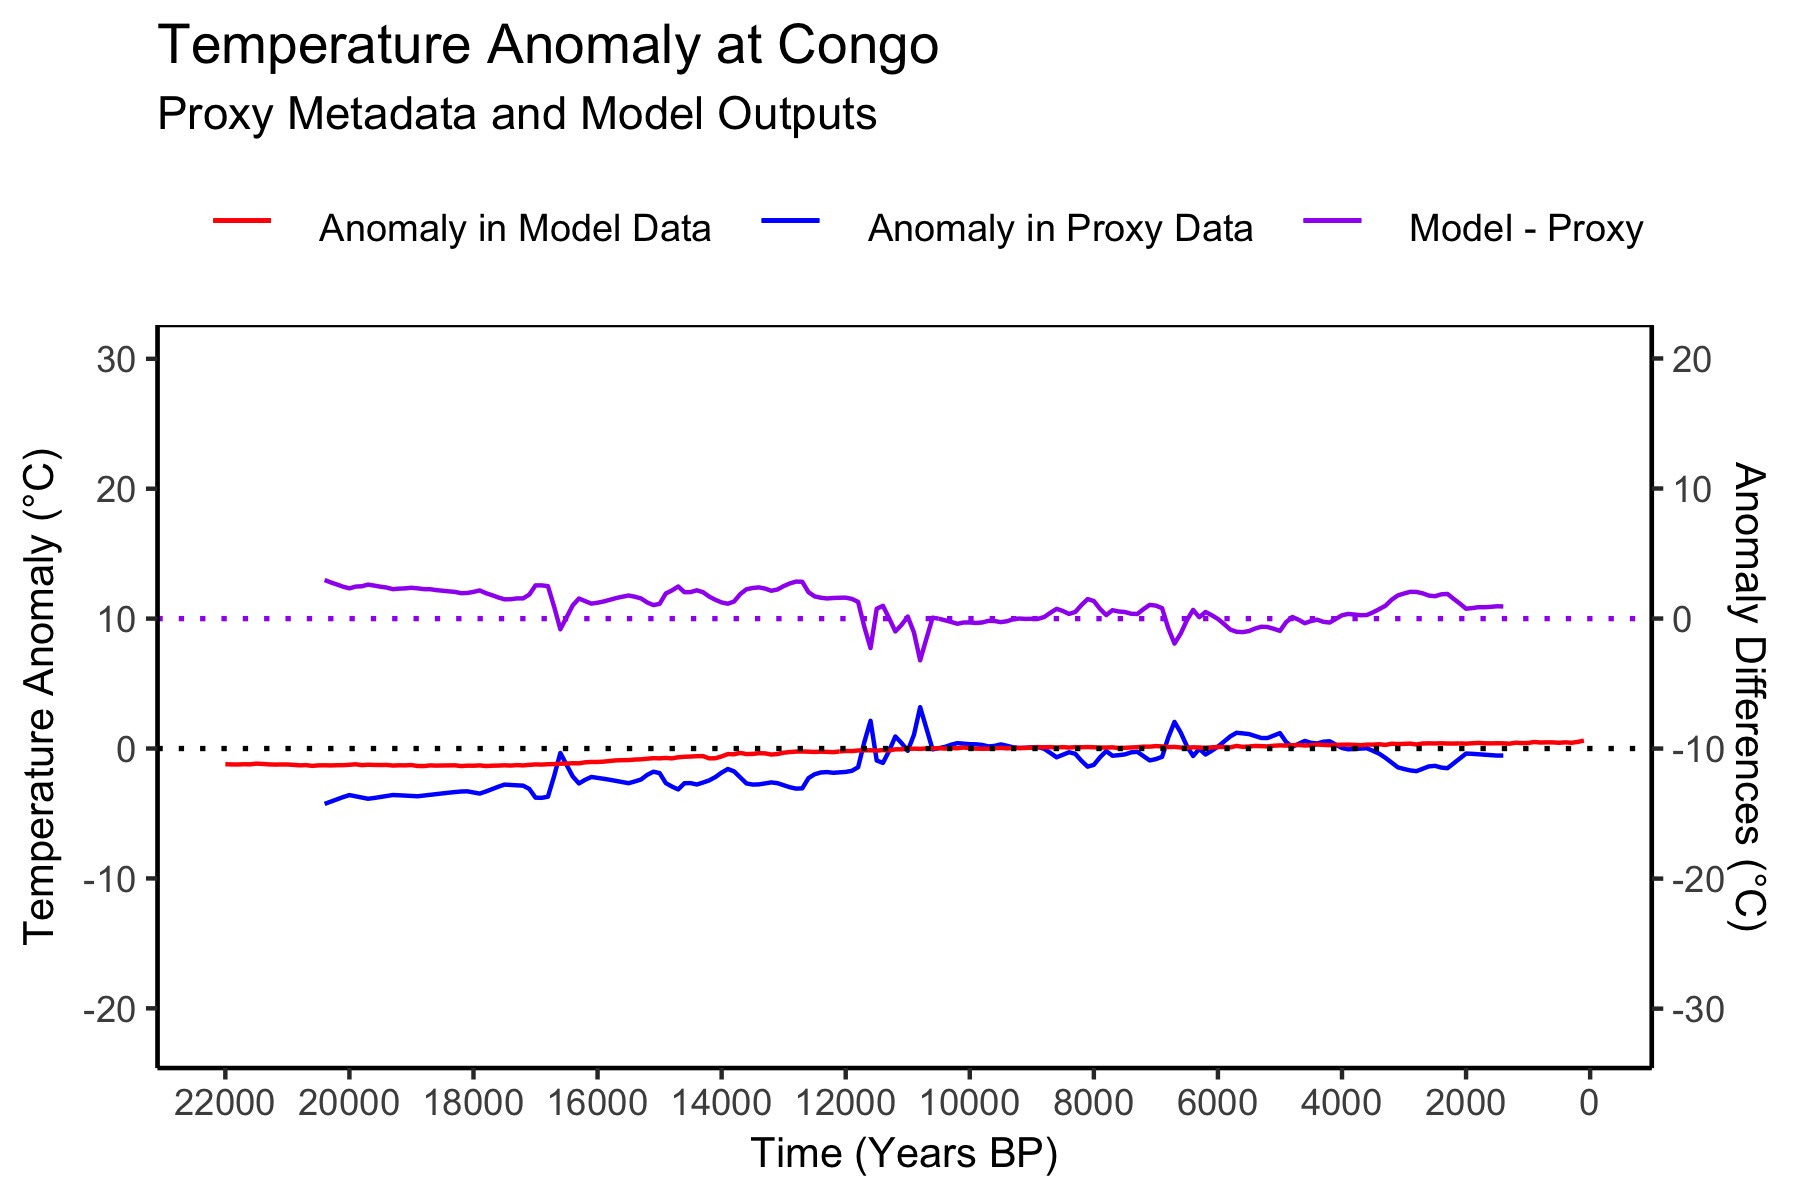 Temperature Anomaly at Congo
Proxy Metadata and Model Outputs
Anomaly in Model Data
Anomaly in Proxy Data
Model - Proxy
Temperature Anomaly (°C)
30
20
10
0
-10
-20
20
10
0
-10
-20
-30
Anomaly Differences (°C)
22000 20000 18000 16000 14000 12000 10000 8000 6000 4000 2000 0
Time (Years BP)